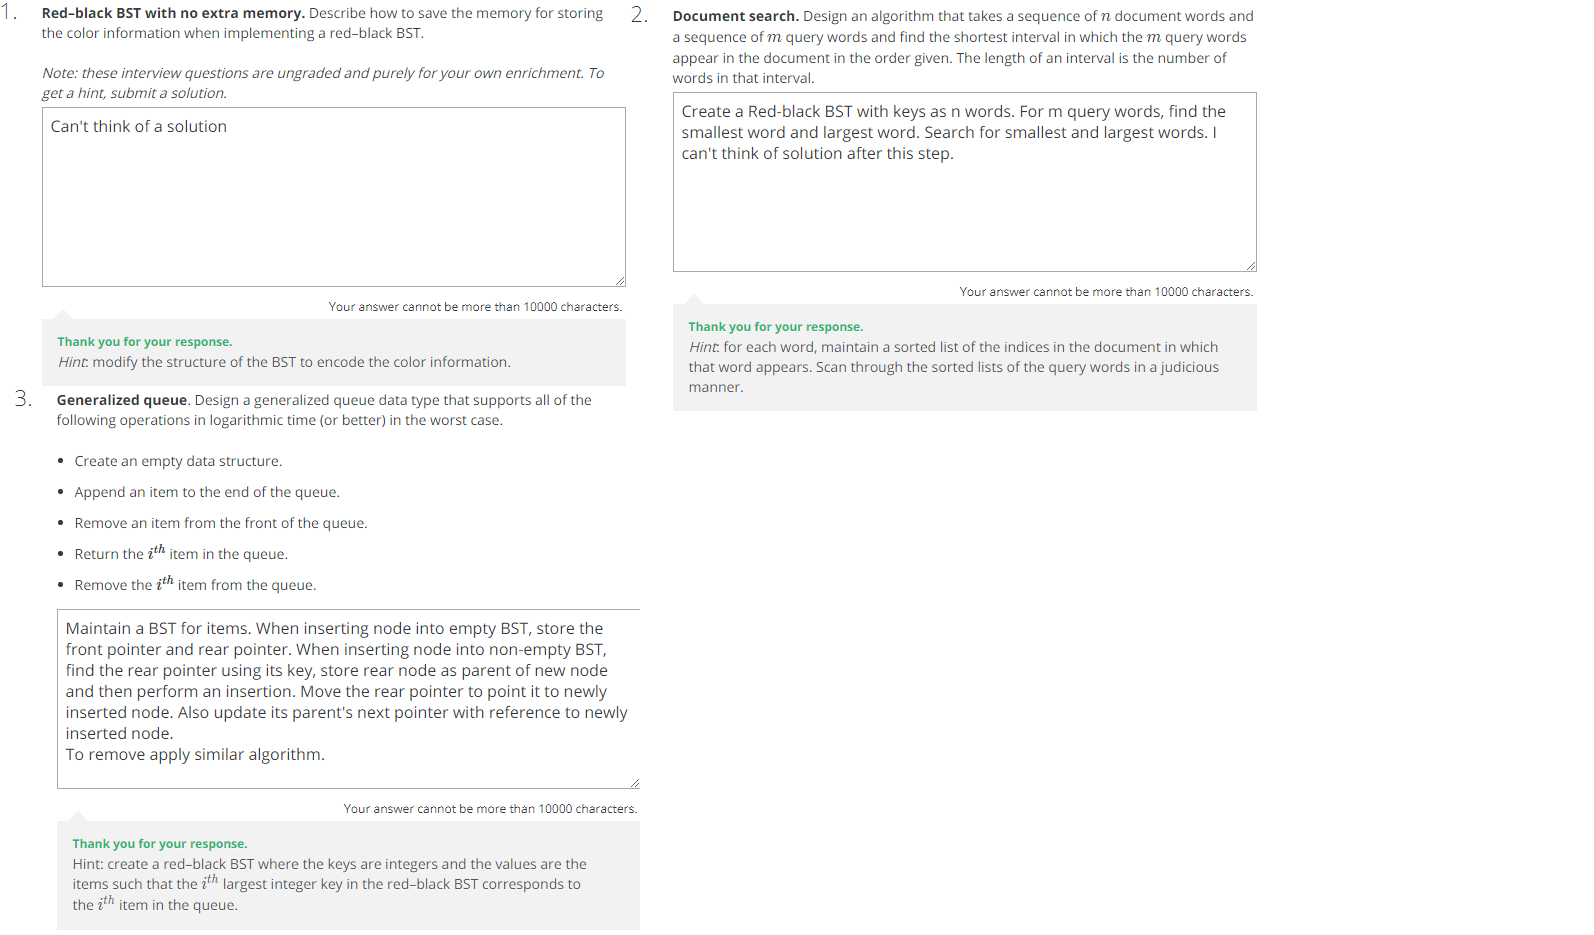 1. Red–black BST with no extra memory. Describe how to save the memory for storing
the color information when implementing a red–black BST.
Note: these interview questions are ungraded and purely for your own enrichment. To
get a hint, submit a solution.
Can't think of a solution
Your answer cannot be more than 10000 characters.
Thank you for your response.
Hint: modify the structure of the BST to encode the color information.
2. Document search. Design an algorithm that takes a sequence of n document words and
a sequence of m query words and find the shortest interval in which the m query words
appear in the document in the order given. The length of an interval is the number of
words in that interval.
Create a Red-black BST with keys as n words. For m query words, find the
smallest word and largest word. Search for smallest and largest words. I
can't think of solution after this step.
Your answer cannot be more than 10000 characters.
Thank you for your response.
Hint: for each word, maintain a sorted list of the indices in the document in which
that word appears. Scan through the sorted lists of the query words in a judicious
manner.
3. Generalized queue. Design a generalized queue data type that supports all of the
following operations in logarithmic time (or better) in the worst case.
• Create an empty data structure.
• Append an item to the end of the queue.
• Remove an item from the front of the queue.
• Return the ith item in the queue.
• Remove the ith item from the queue.
Maintain a BST for items. When inserting node into empty BST, store the
front pointer and rear pointer. When inserting node into non-empty BST,
find the rear pointer using its key, store rear node as parent of new node
and then perform an insertion. Move the rear pointer to point it to newly
inserted node. Also update its parent's next pointer with reference to newly
inserted node.
To remove apply similar algorithm.
Your answer cannot be more than 10000 characters.
Thank you for your response.
Hint: create a red–black BST where the keys are integers and the values are the
items such that the ith largest integer key in the red–black BST corresponds to
the ith item in the queue.